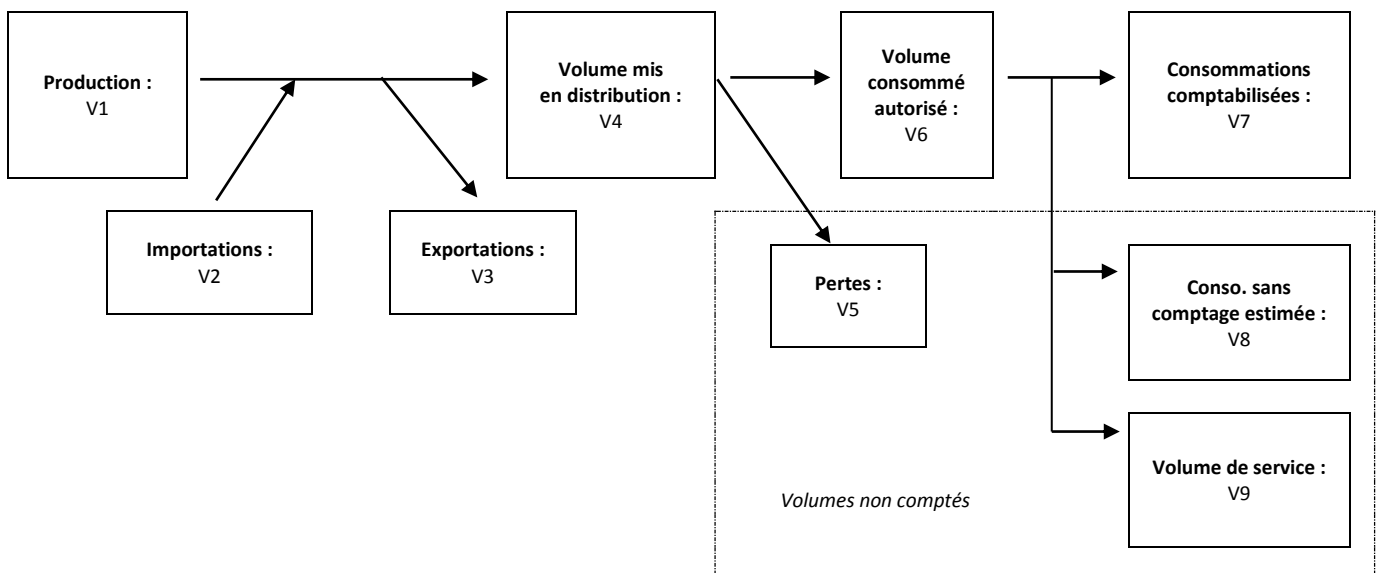 Production :
V1
Volume mis
en distribution :
V4
Volume
consommé
autorisé :
V6
Consommations
comptabilisées :
V7
Importations :
V2
Exportations :
V3
Pertes :
V5
Conso. sans
comptage estimée :
V8
Volume de service :
V9
Volumes non comptés